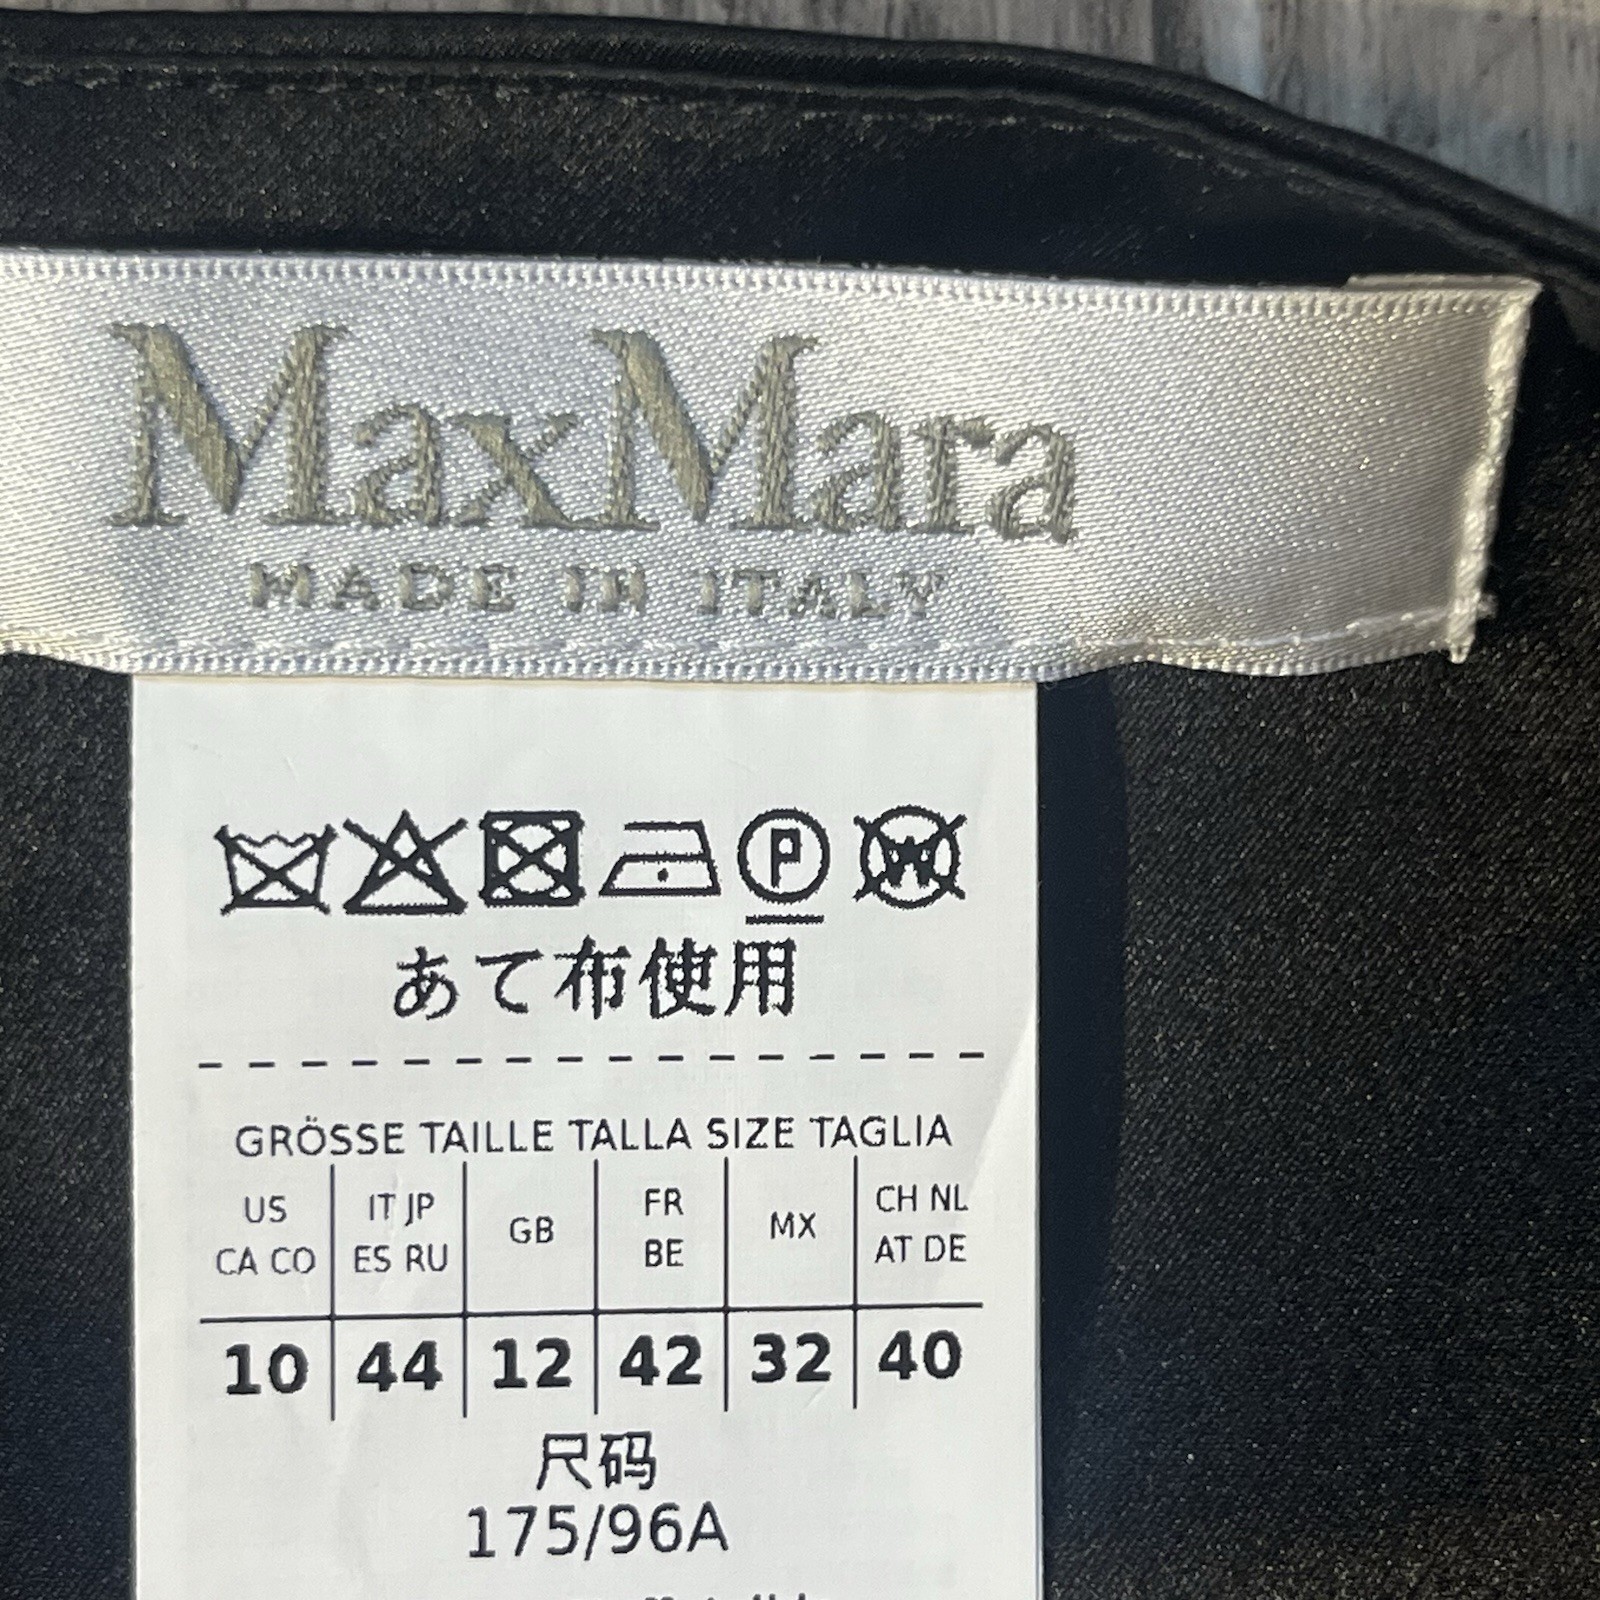 MaxMara
MADE IN ITALY
P W
あて布使用
GRÖSSE TAILLE TALLA SIZE TAGLIA
US CA CO
IT JP ES RU
GB
FR BE
MX
CH NL AT DE
10 44 12 42 32 40
尺码
175/96A